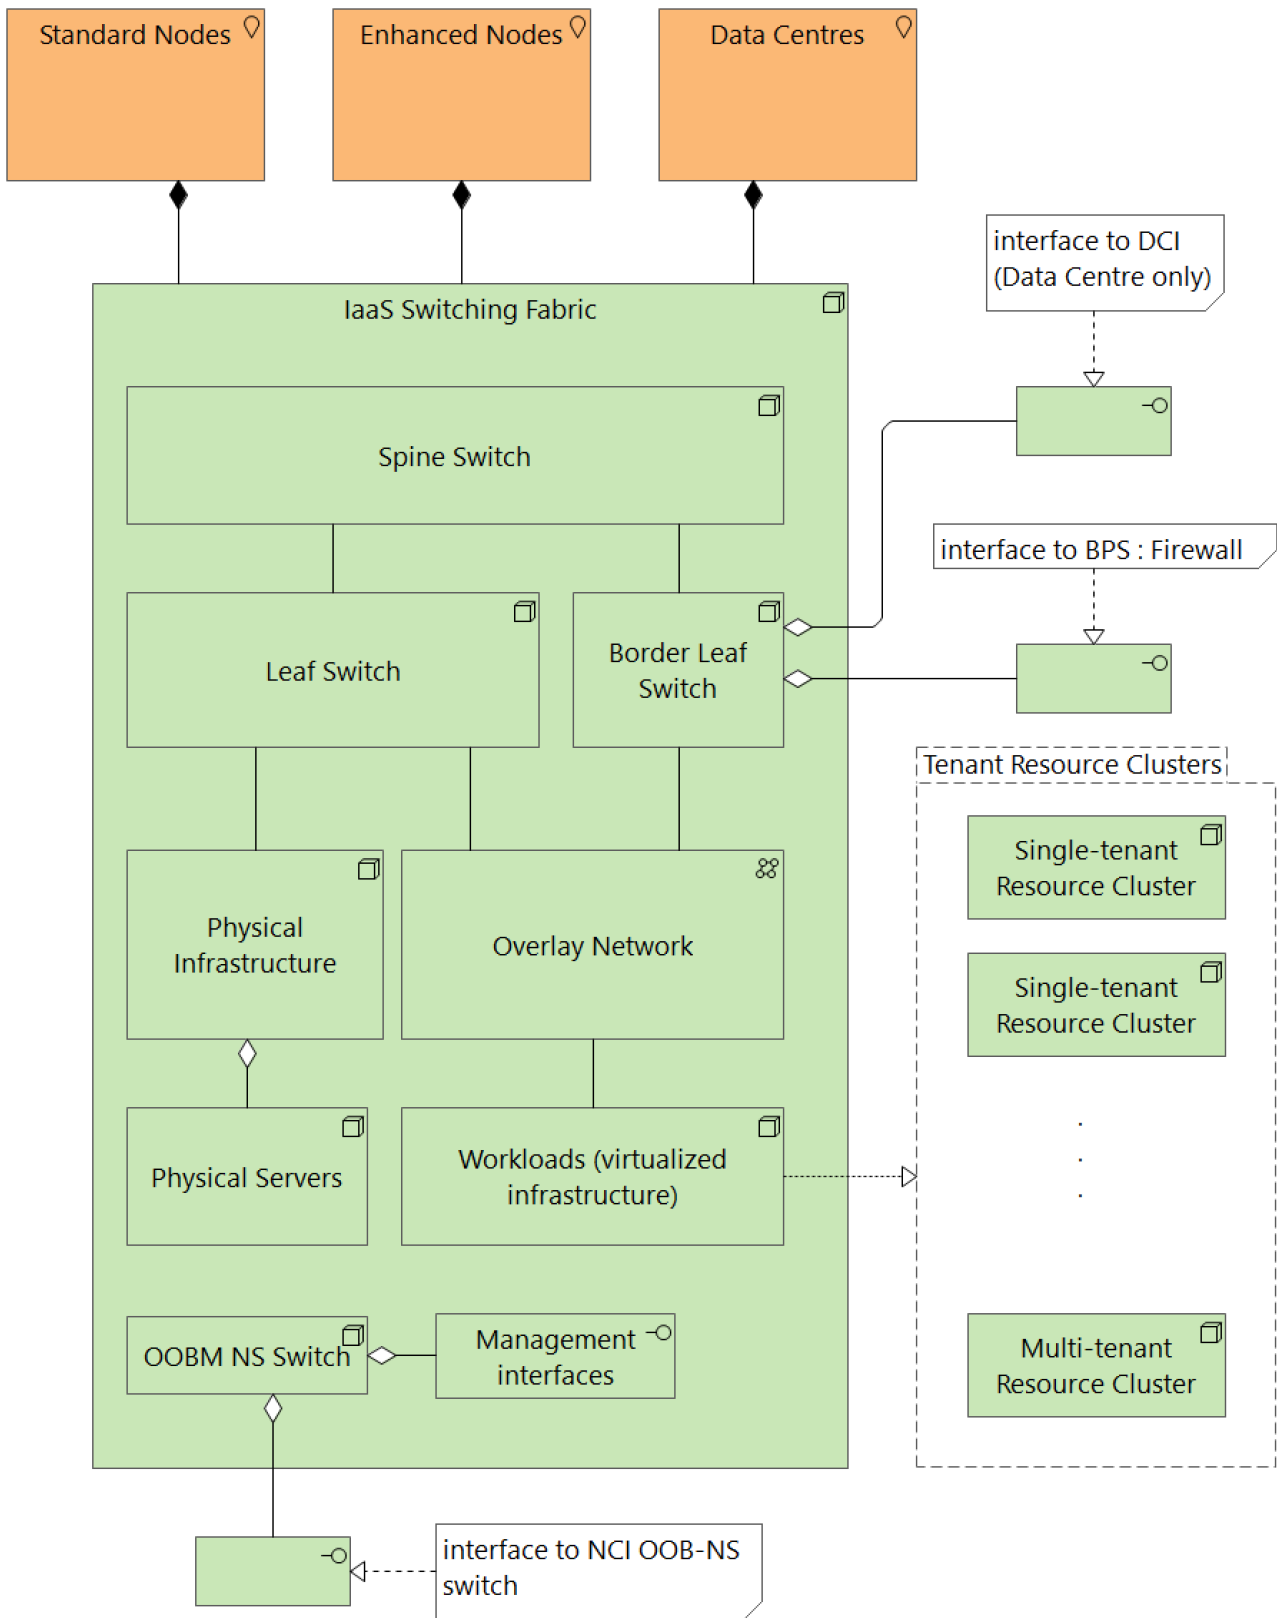 Standard Nodes
Enhanced Nodes
Data Centres
interface to DCI
(Data Centre only)
IaaS Switching Fabric
Spine Switch
interface to BPS : Firewall
Leaf Switch
Border Leaf
Switch
Tenant Resource Clusters
Single-tenant
Resource Cluster
Physical
Infrastructure
Overlay Network
Single-tenant
Resource Cluster
.
.
.
Physical Servers
Workloads (virtualized
infrastructure)
OOBM NS Switch
Management
interfaces
Multi-tenant
Resource Cluster
interface to NCI OOB-NS
switch